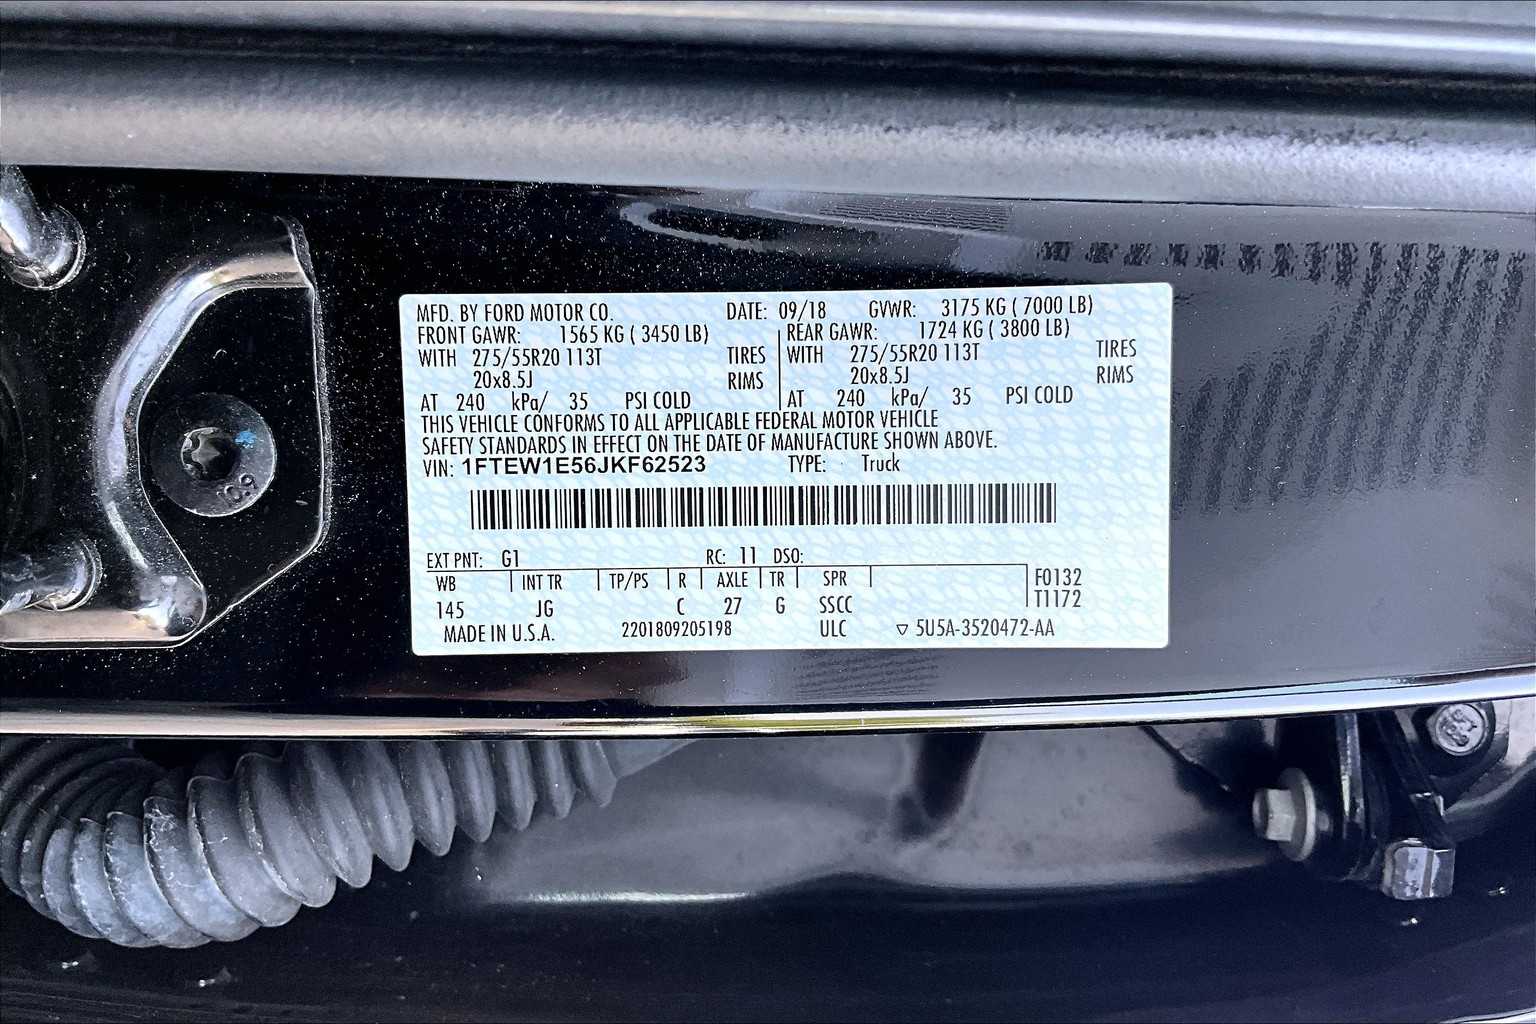 MFD. BY FORD MOTOR CO. DATE: 09/18 GVWR: 3175 KG ( 7000 LB)
FRONT GAWR: 1565 KG ( 3450 LB) REAR GAWR: 1724 KG ( 3800 LB)
WITH 275/55R20 113T TIRES WITH 275/55R20 113T TIRES
20x8.5J RIMS 20x8.5J RIMS
AT 240 kPa/ 35 PSI COLD AT 240 kPa/ 35 PSI COLD
THIS VEHICLE CONFORMS TO ALL APPLICABLE FEDERAL MOTOR VEHICLE
SAFETY STANDARDS IN EFFECT ON THE DATE OF MANUFACTURE SHOWN ABOVE.
VIN: 1FTEW1E56JKF62523 TYPE: Truck
EXT PNT: G1 RC: 11 DSO:
WB INT TR TP/PS R AXLE TR SPR F0132
T1172
145 JG C 27 G SSCC
MADE IN U.S.A. 2201809205198 ULC ▽ 5U5A-3520472-AA
10.9